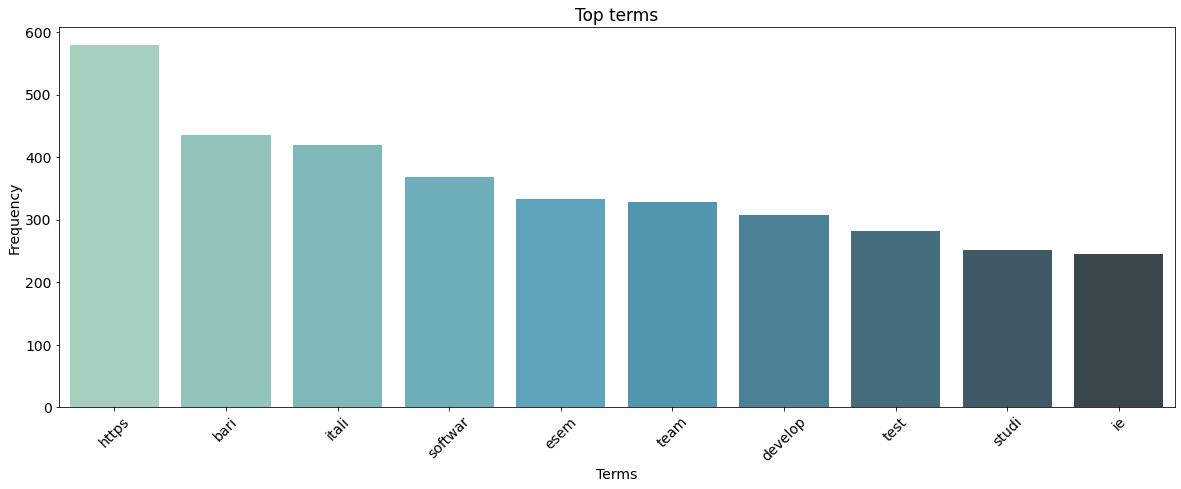 Top terms
600
500
400
300
200
100
0
Frequency
https
bari
itali
softwar
esem
team
develop
test
studi
ie
Terms